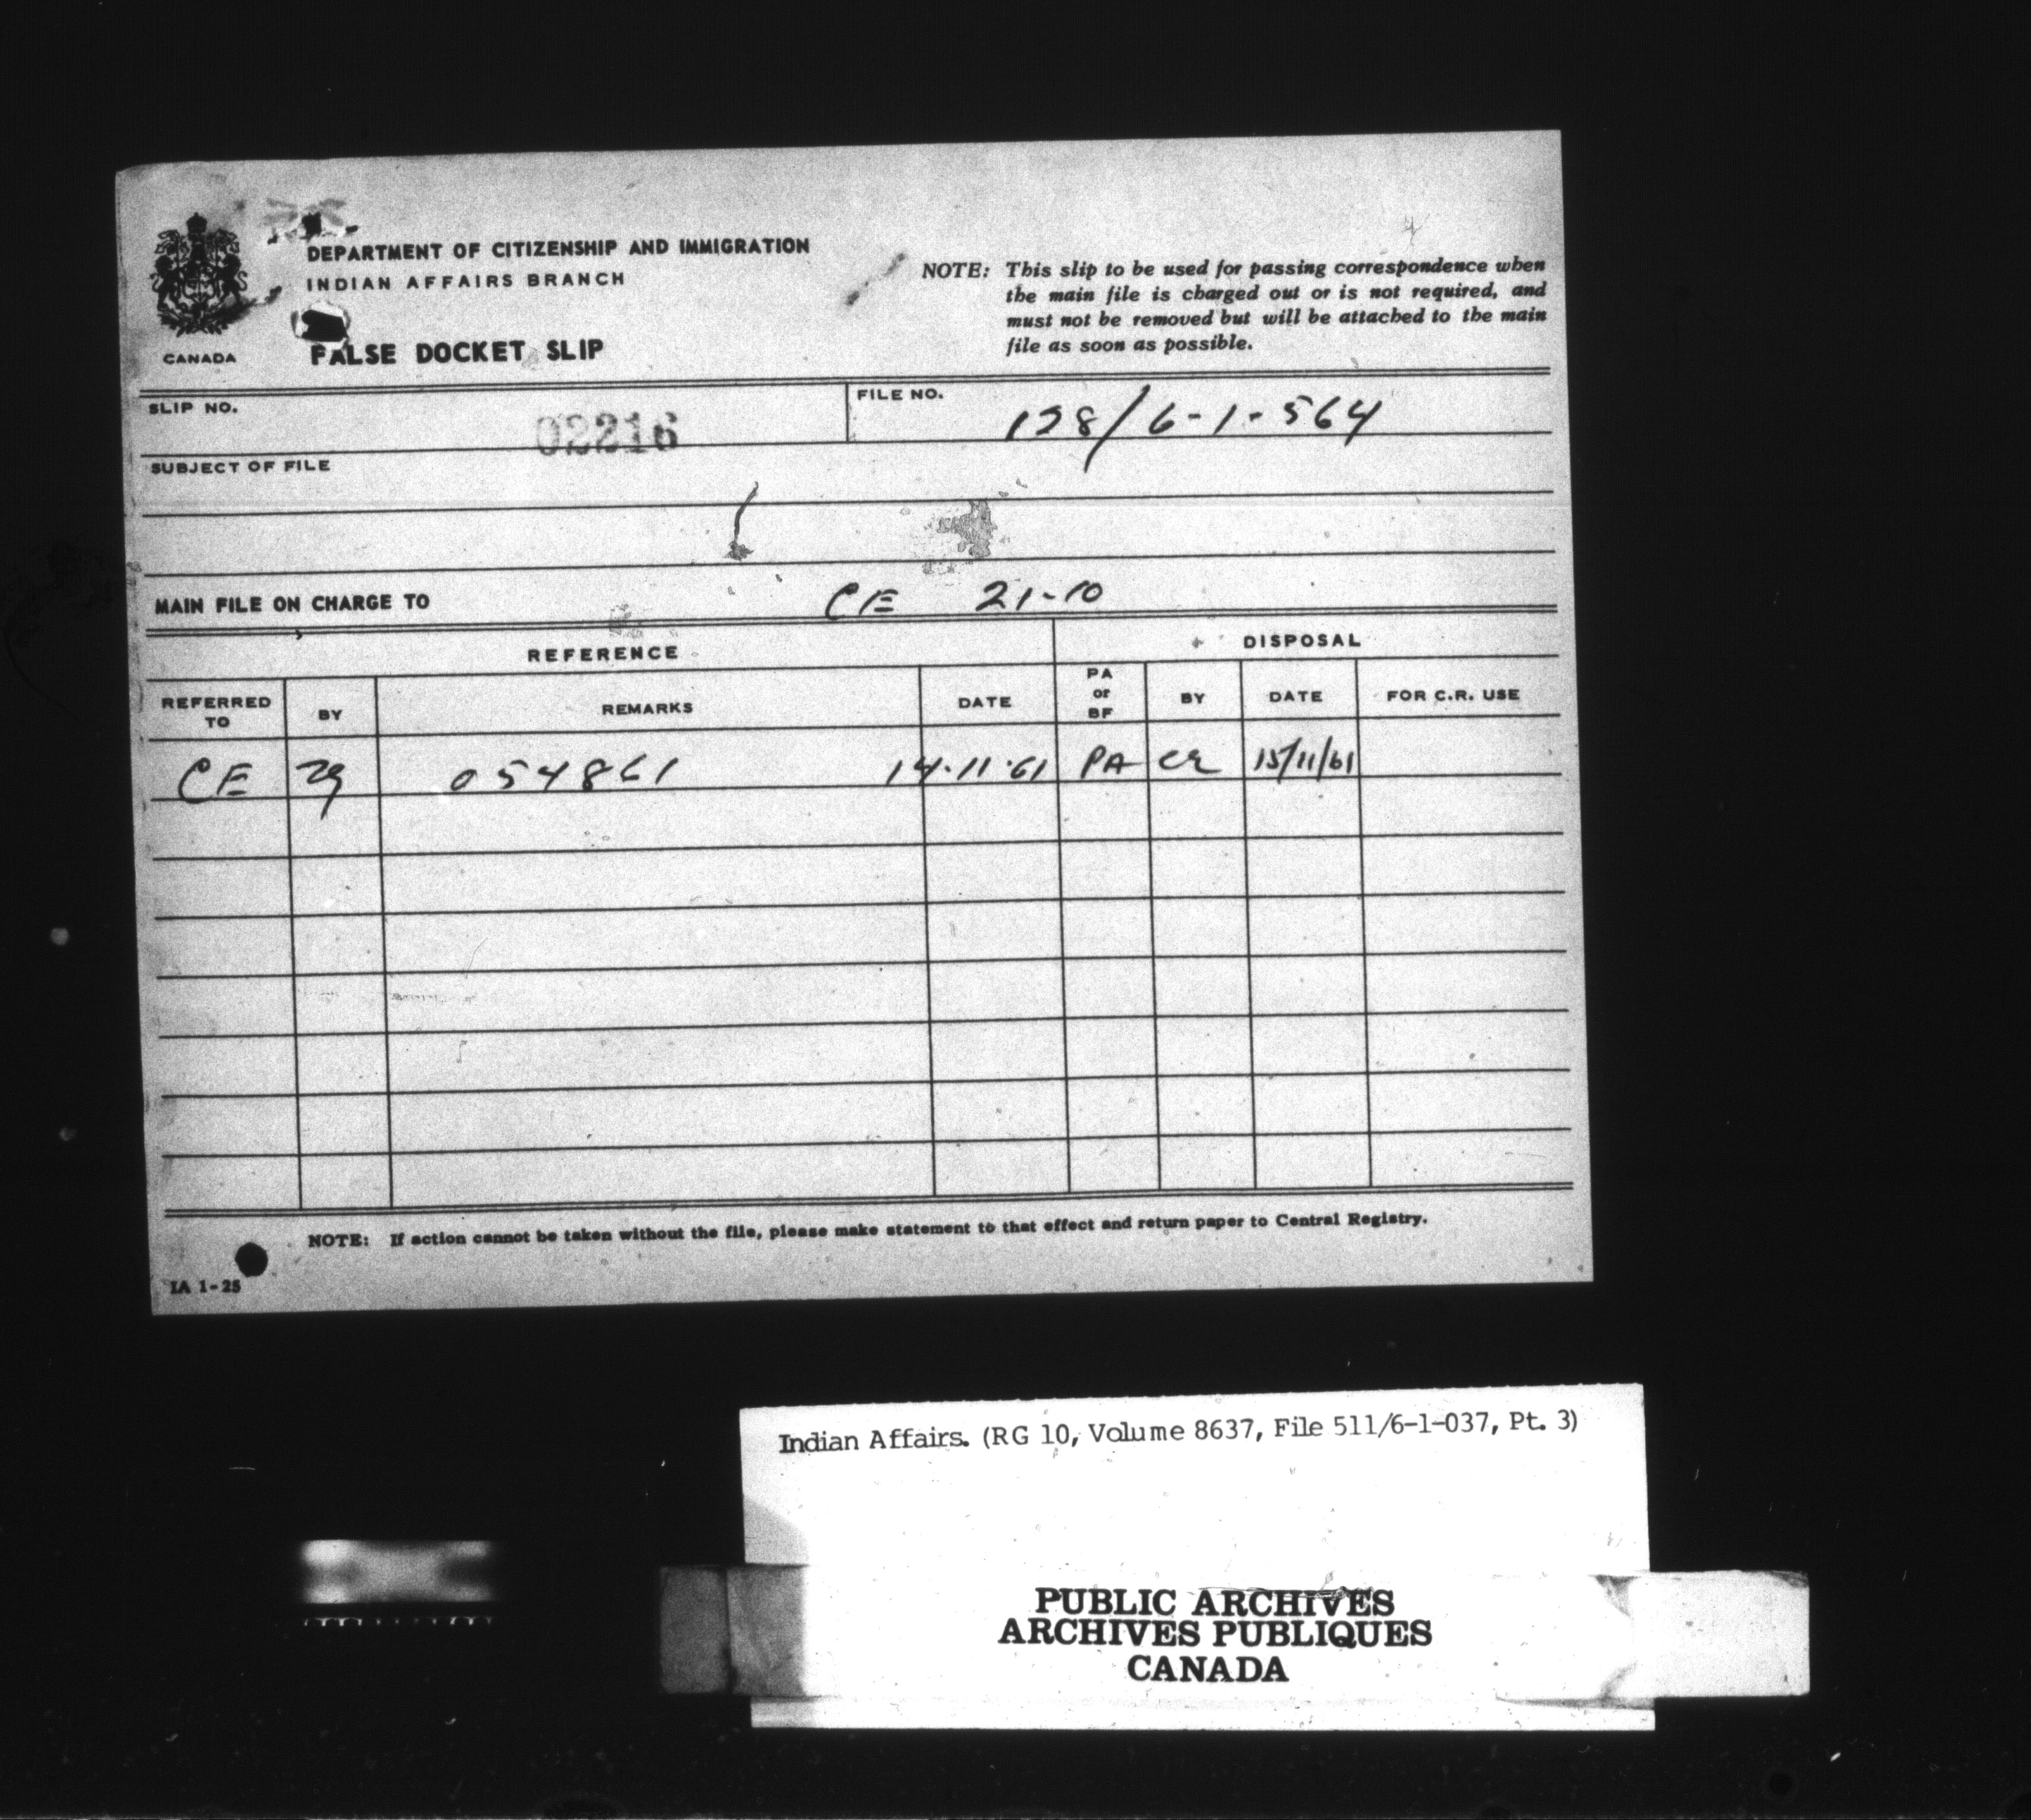 DEPARTMENT OF CITIZENSHIP AND IMMIGRATION
INDIAN AFFAIRS BRANCH
CANADA
FALSE DOCKET SLIP
NOTE: This slip to be used for passing correspondence when
the main file is charged out or is not required, and
must not be removed but will be attached to the main
file as soon as possible.
SLIP NO. 02216
FILE NO. 128/6-1-564
SUBJECT OF FILE
MAIN FILE ON CHARGE TO CE 21-10
REFERENCE DISPOSAL
REFERRED TO BY REMARKS DATE PA or BF BY DATE FOR C.R. USE
CE 054861 14.11.61 PA 15/11/61
NOTE: If action cannot be taken without the file, please make statement to that effect and return paper to Central Registry.
IA 1-25
Indian Affairs. (RG 10, Volume 8637, File 511/6-1-037, Pt. 3)
PUBLIC ARCHIVES
ARCHIVES PUBLIQUES
CANADA